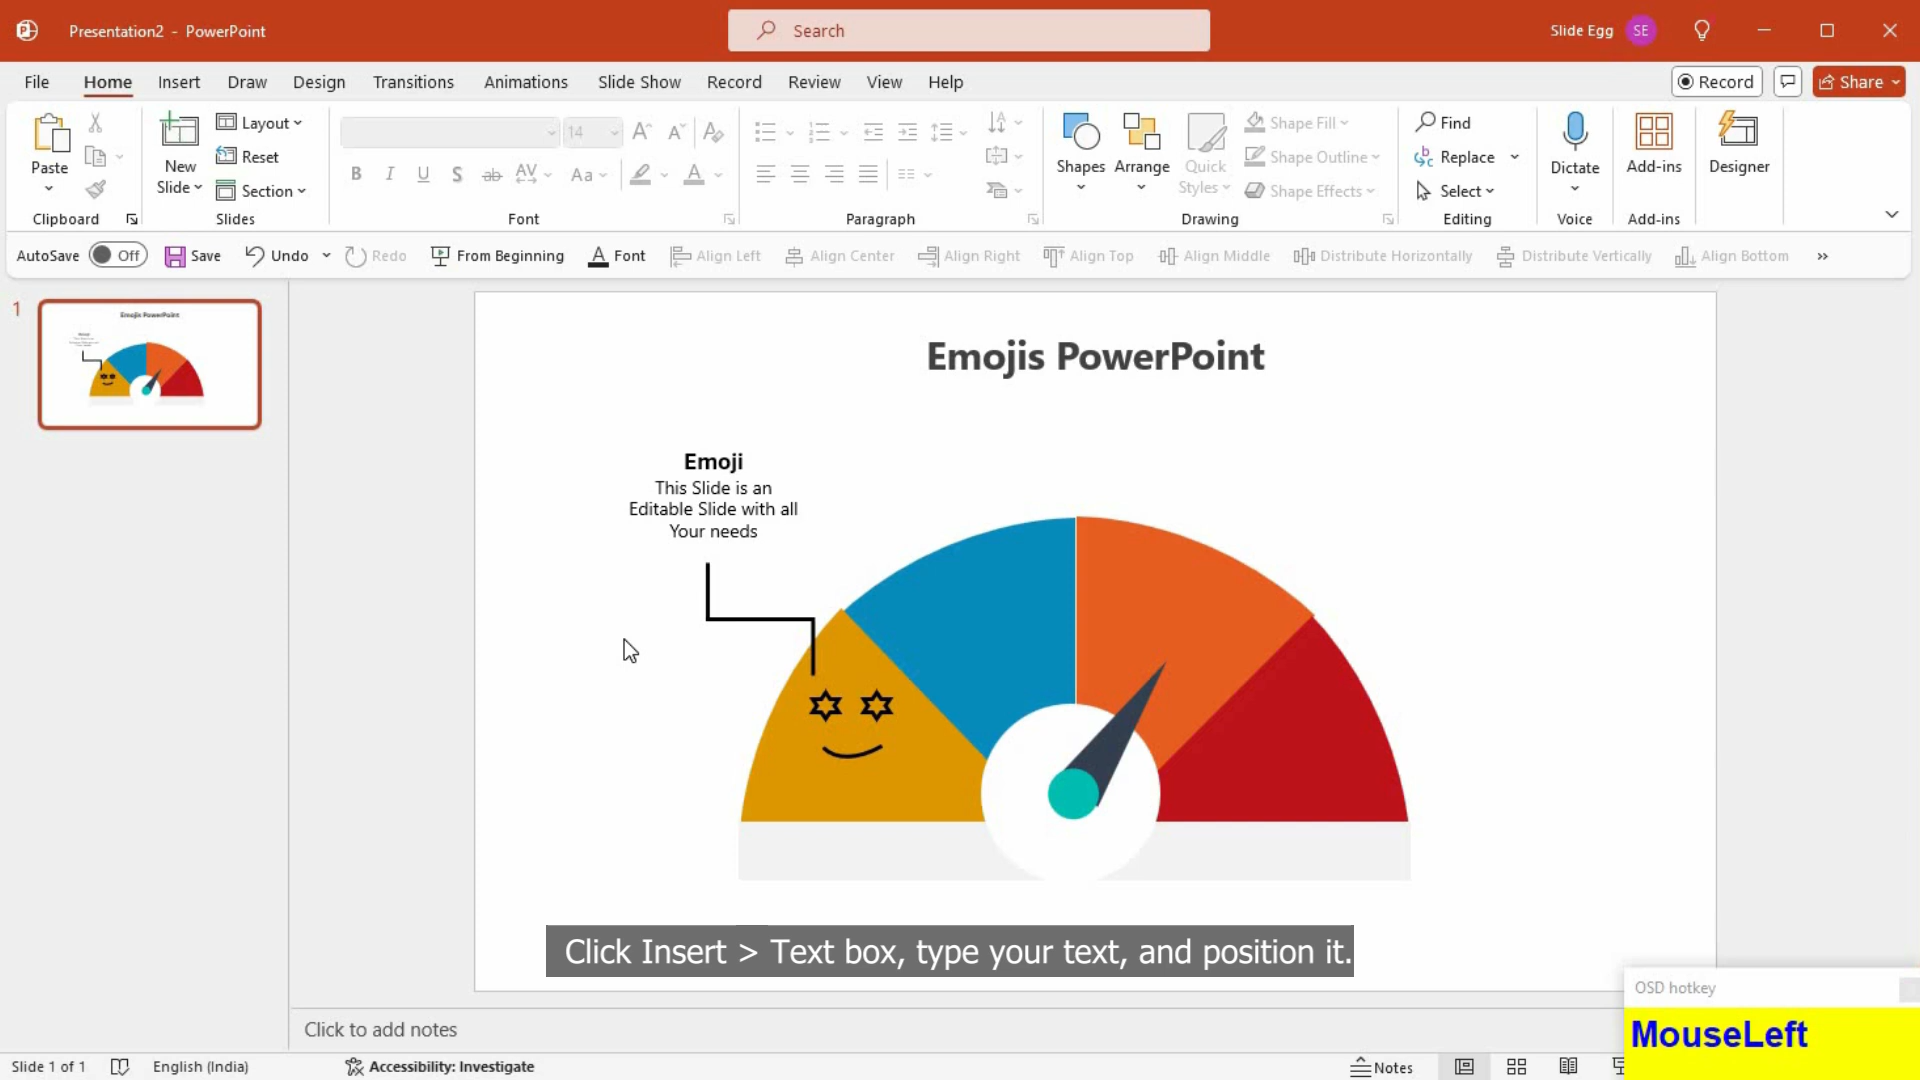 Presentation2 - PowerPoint
Search
Slide Egg SE
File Home Insert Draw Design Transitions Animations Slide Show Record Review View Help
Record Share
Paste
Clipboard
New
Slide
Layout
Reset
Section
Slides
14
B I U S ab AV Aa A
Font
Paragraph
Shapes Arrange Quick
Styles
Shape Fill
Shape Outline
Shape Effects
Drawing
Find
Replace
Select
Editing
Dictate
Voice
Add-ins
Add-ins
Designer
AutoSave Off Save Undo Redo From Beginning Font Align Left Align Center Align Right Align Top Align Middle Distribute Horizontally Distribute Vertically Align Bottom
1
Emojis PowerPoint
Emojis PowerPoint
Emoji
This Slide is an
Editable Slide with all
Your needs
Click Insert > Text box, type your text, and position it.
OSD hotkey
MouseLeft
Click to add notes
Slide 1 of 1 English (India) Accessibility: Investigate Notes